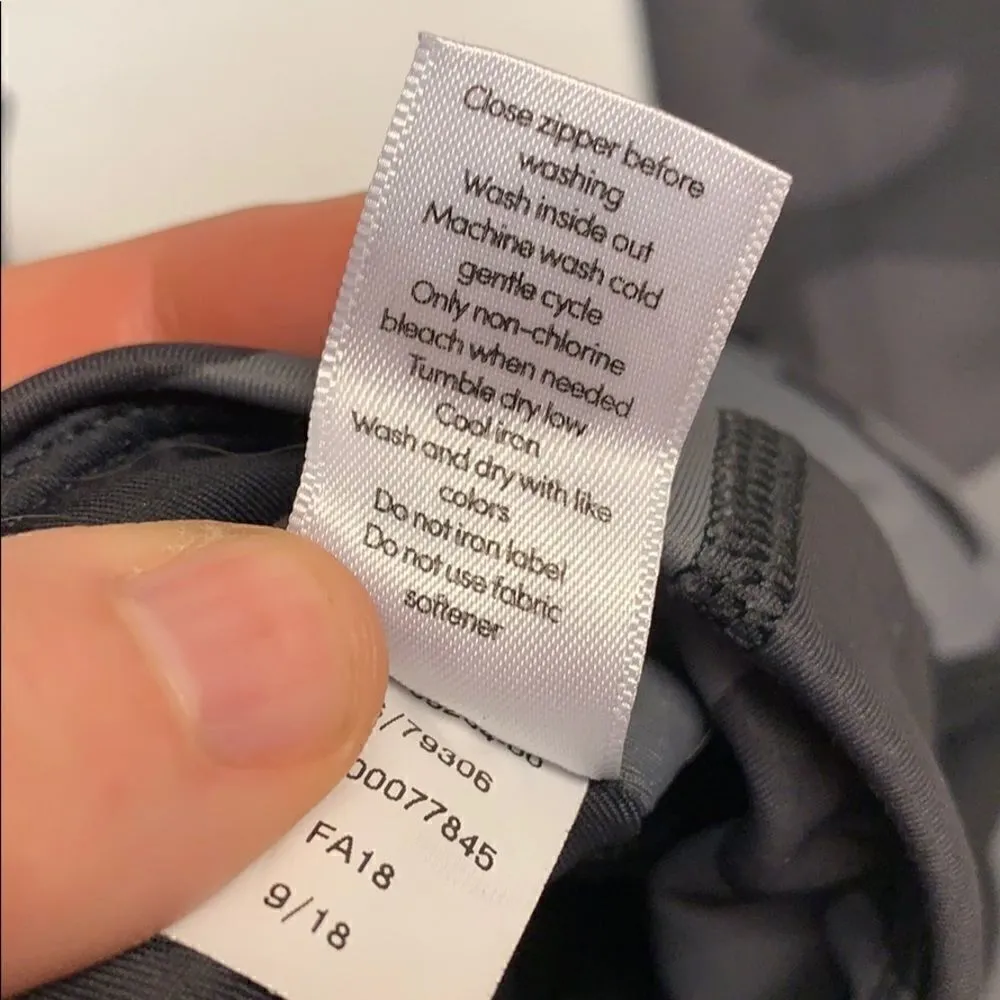 Close zipper before
washing
Wash inside out
Machine wash cold
gentle cycle
Only non-chlorine
bleach when needed
Tumble dry low
Cool iron
Wash and dry with like
colors
Do not iron label
Do not use fabric
softener
/79306
00077845
FA18
9/18